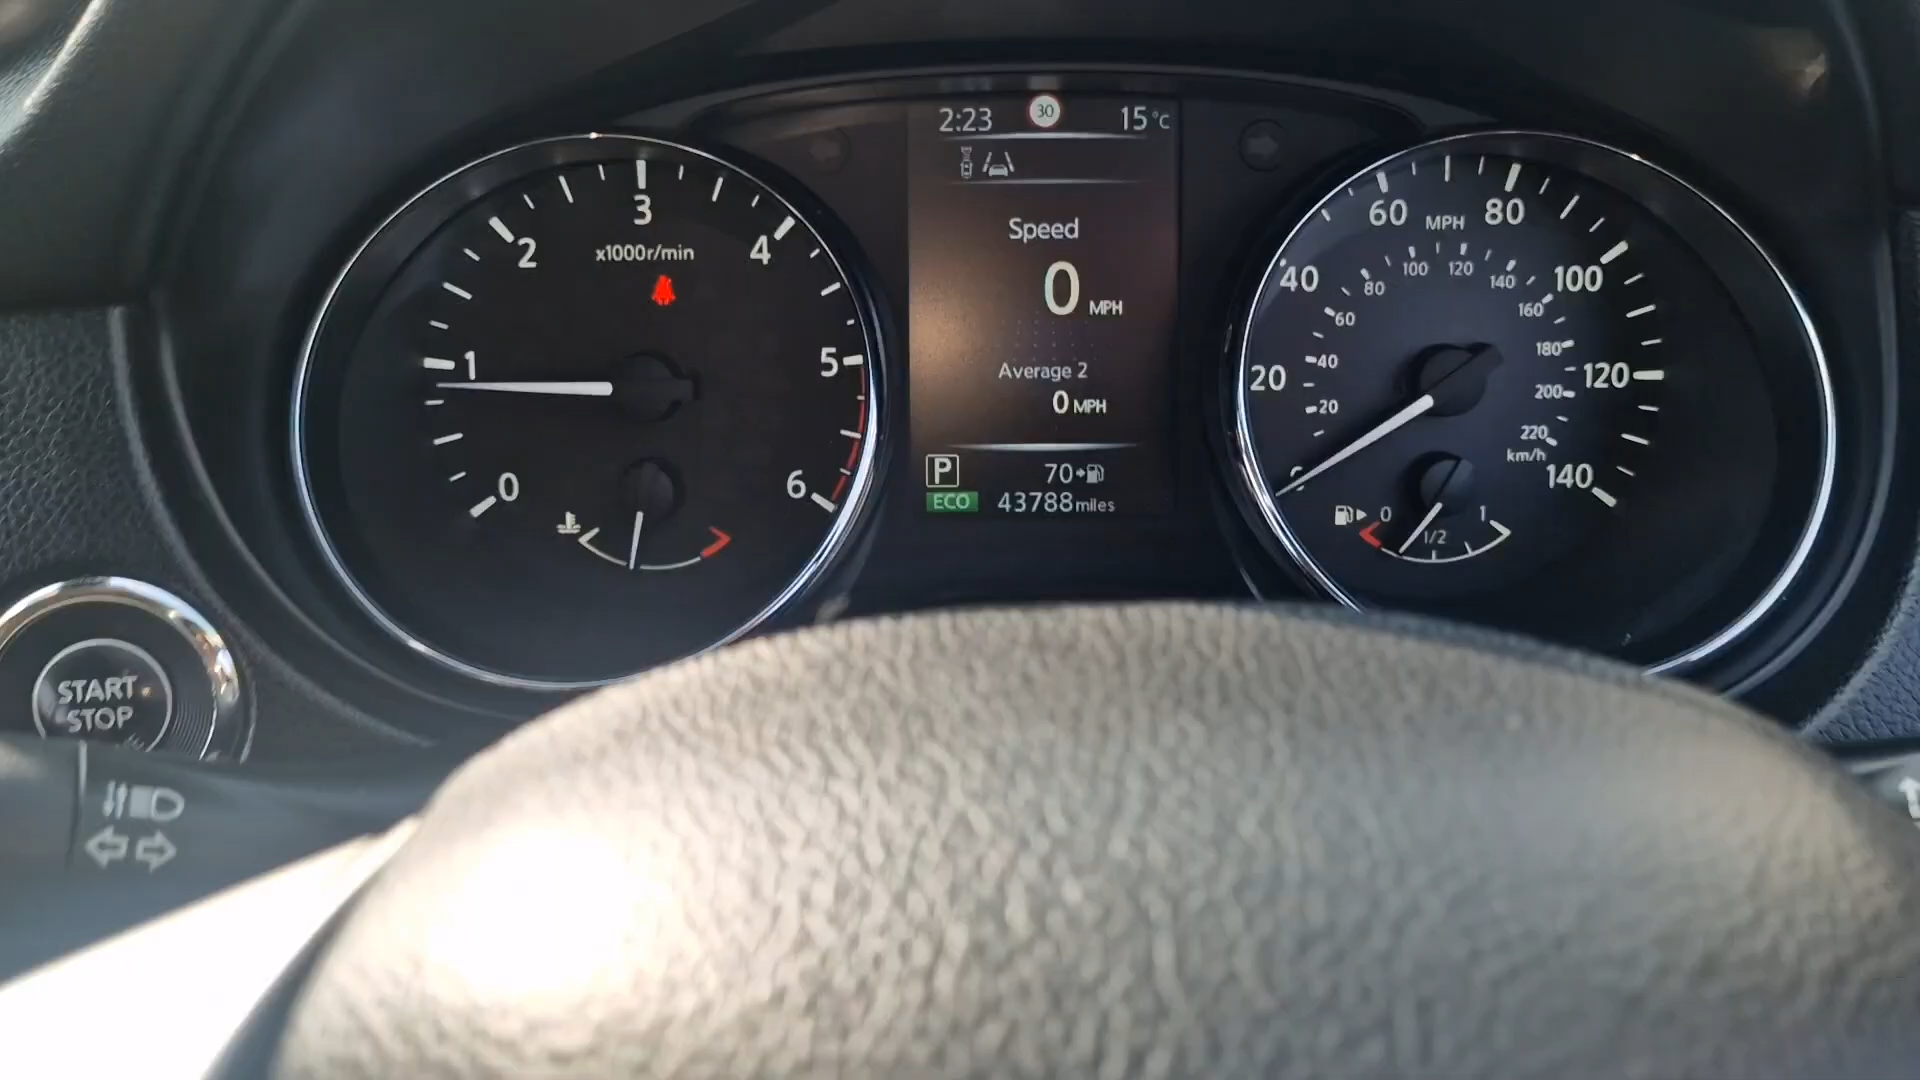 2:23 30 15°C
Speed
0 MPH
Average 2
0 MPH
P 70
ECO 43788miles
0 1 2 3 4 5 6
x1000r/min
0 20 40 60 80 100 120 140
MPH
20 40 60 80 100 120 140 160 180 200 220
km/h
0 1/2 1
START
STOP